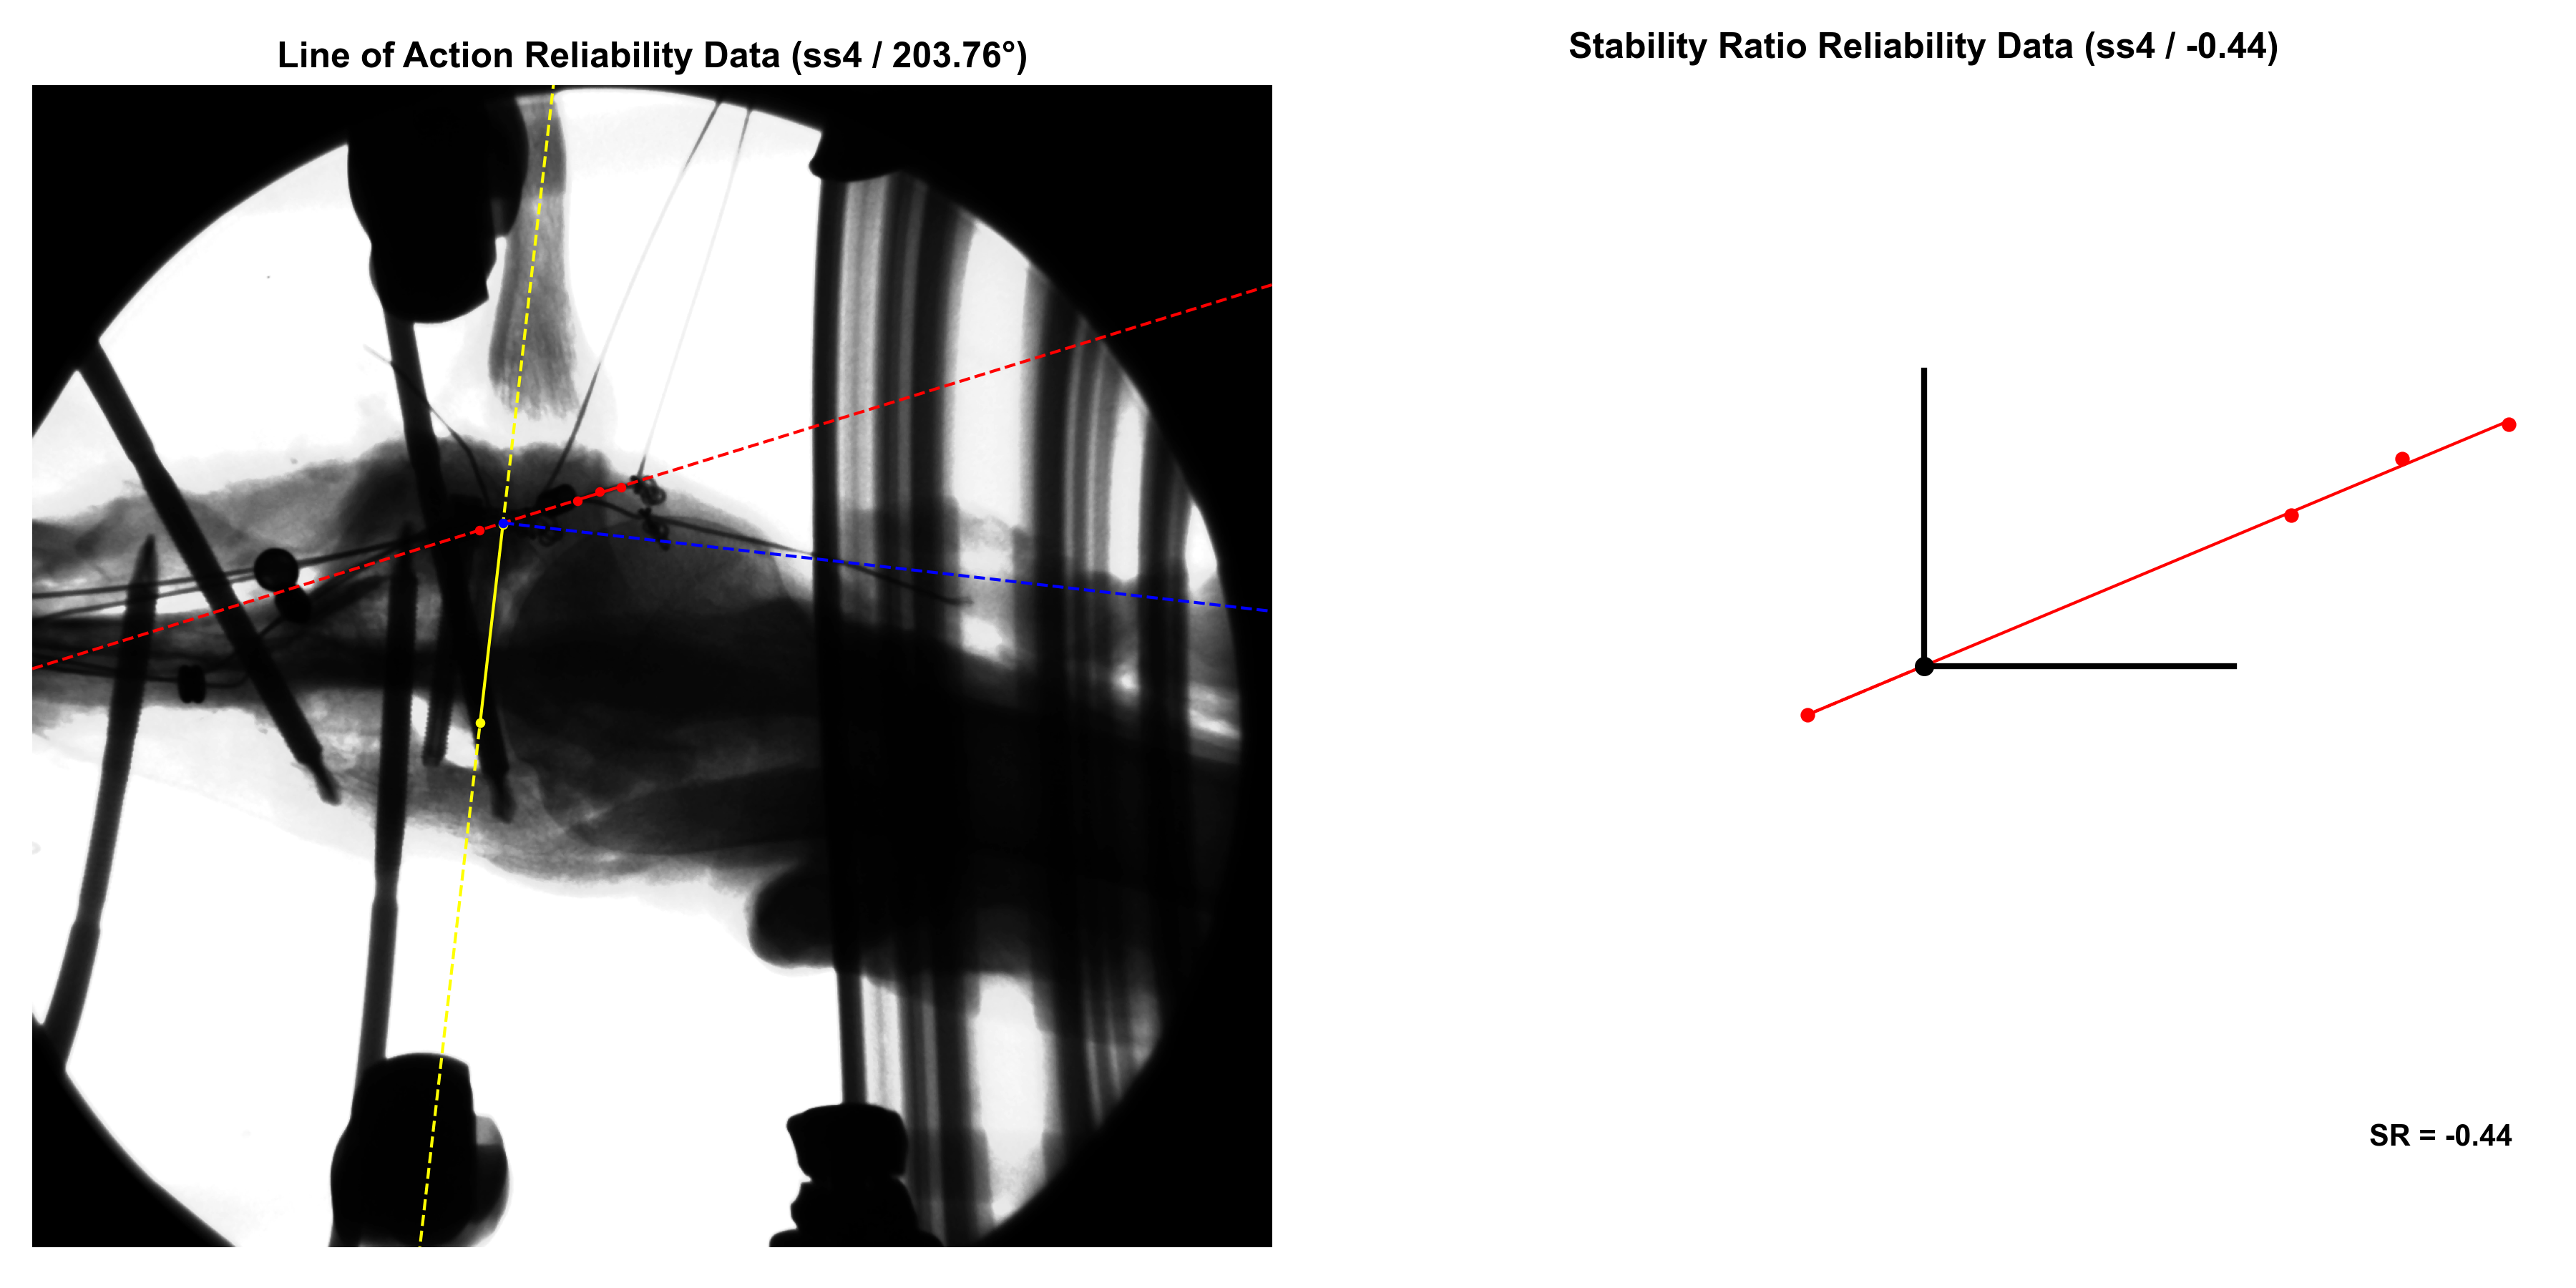 Line of Action Reliability Data (ss4 / 203.76°)
Stability Ratio Reliability Data (ss4 / -0.44)
SR = -0.44